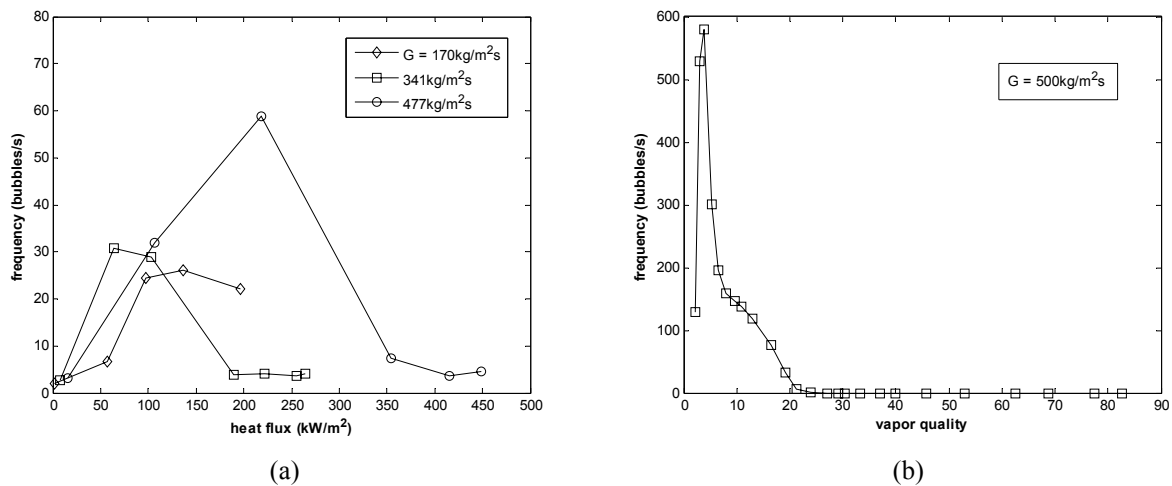 80
70
60
50
40
30
20
10
0
frequency (bubbles/s)
0 50 100 150 200 250 300 350 400 450 500
heat flux (kW/m²)
G = 170kg/m²s
341kg/m²s
477kg/m²s
(a)
600
500
400
300
200
100
0
frequency (bubbles/s)
0 10 20 30 40 50 60 70 80 90
vapor quality
G = 500kg/m²s
(b)